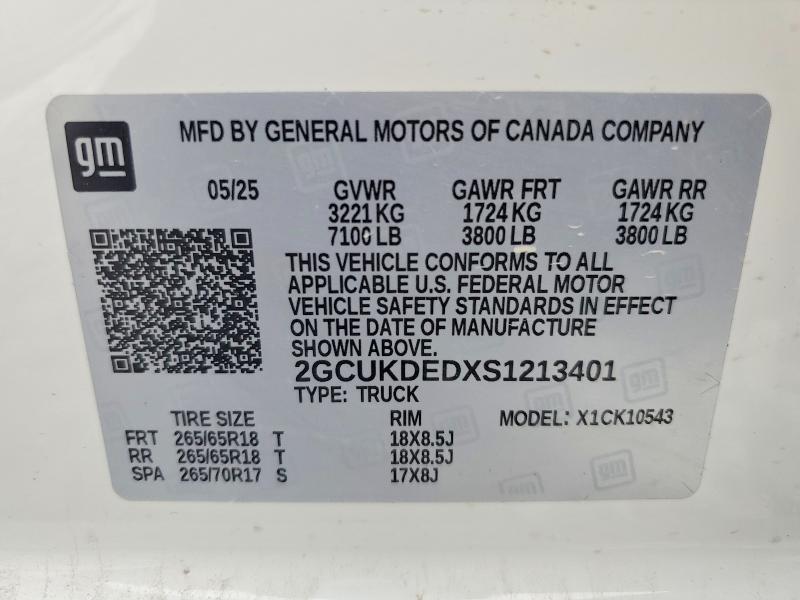 gm
MFD BY GENERAL MOTORS OF CANADA COMPANY
05/25 GVWR GAWR FRT GAWR RR
3221 KG 1724 KG 1724 KG
7100 LB 3800 LB 3800 LB
THIS VEHICLE CONFORMS TO ALL
APPLICABLE U.S. FEDERAL MOTOR
VEHICLE SAFETY STANDARDS IN EFFECT
ON THE DATE OF MANUFACTURE
SHOWN ABOVE.
2GCUKDEDXS1213401
TYPE: TRUCK
TIRE SIZE RIM MODEL: X1CK10543
FRT 265/65R18 T 18X8.5J
RR 265/65R18 T 18X8.5J
SPA 265/70R17 S 17X8J